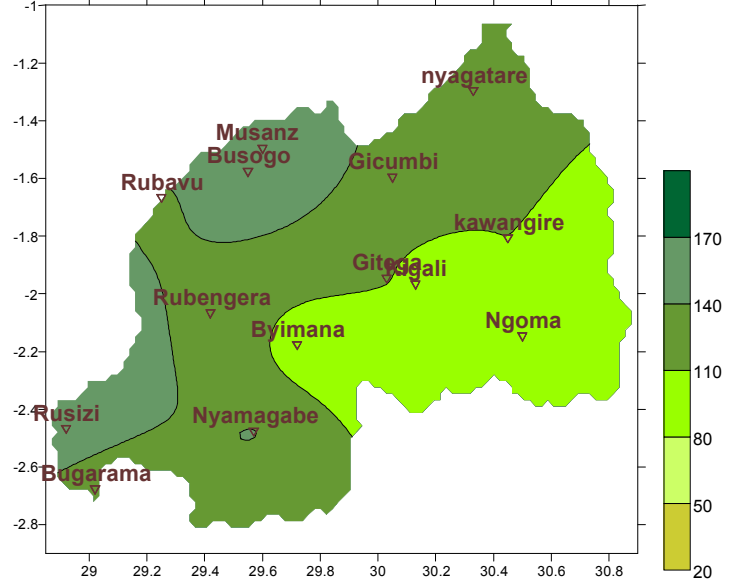 -1
-1.2
nyagatare
-1.4
Musanz
Busogo
Gicumbi
-1.6
Rubavu
kawangire
-1.8
Gitega
Kigali
-2
Rubengera
Byimana
Ngoma
-2.2
Nyamagabe
-2.4
Rusizi
Bugarama
-2.6
-2.8
29 29.2 29.4 29.6 29.8 30.0 30.2 30.4 30.6 30.8
170
140
110
80
50
20